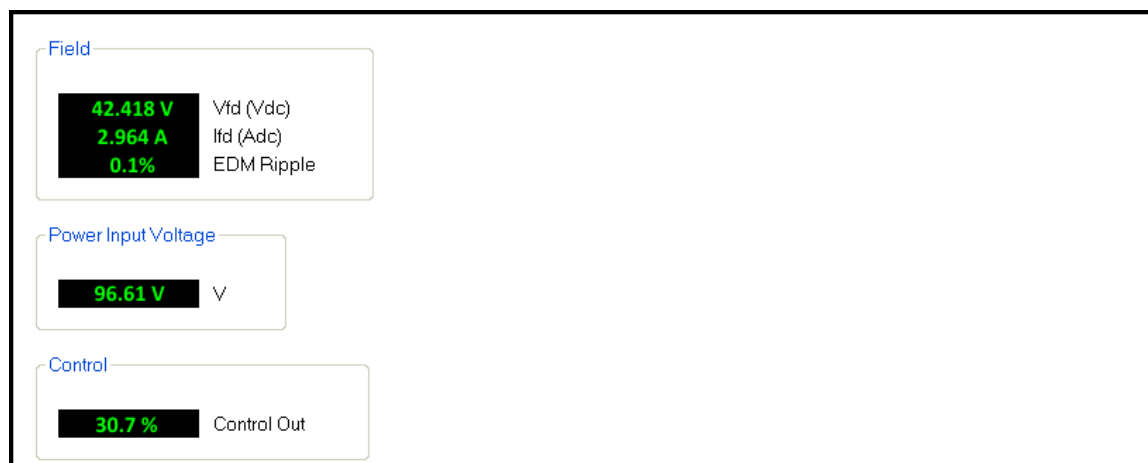 Field
42.418 V Vfd (Vdc)
2.964 A Ifd (Adc)
0.1% EDM Ripple
Power Input Voltage
96.61 V V
Control
30.7 % Control Out